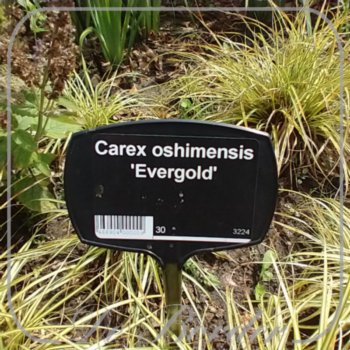 Carex oshimensis
'Evergold'
30 3224